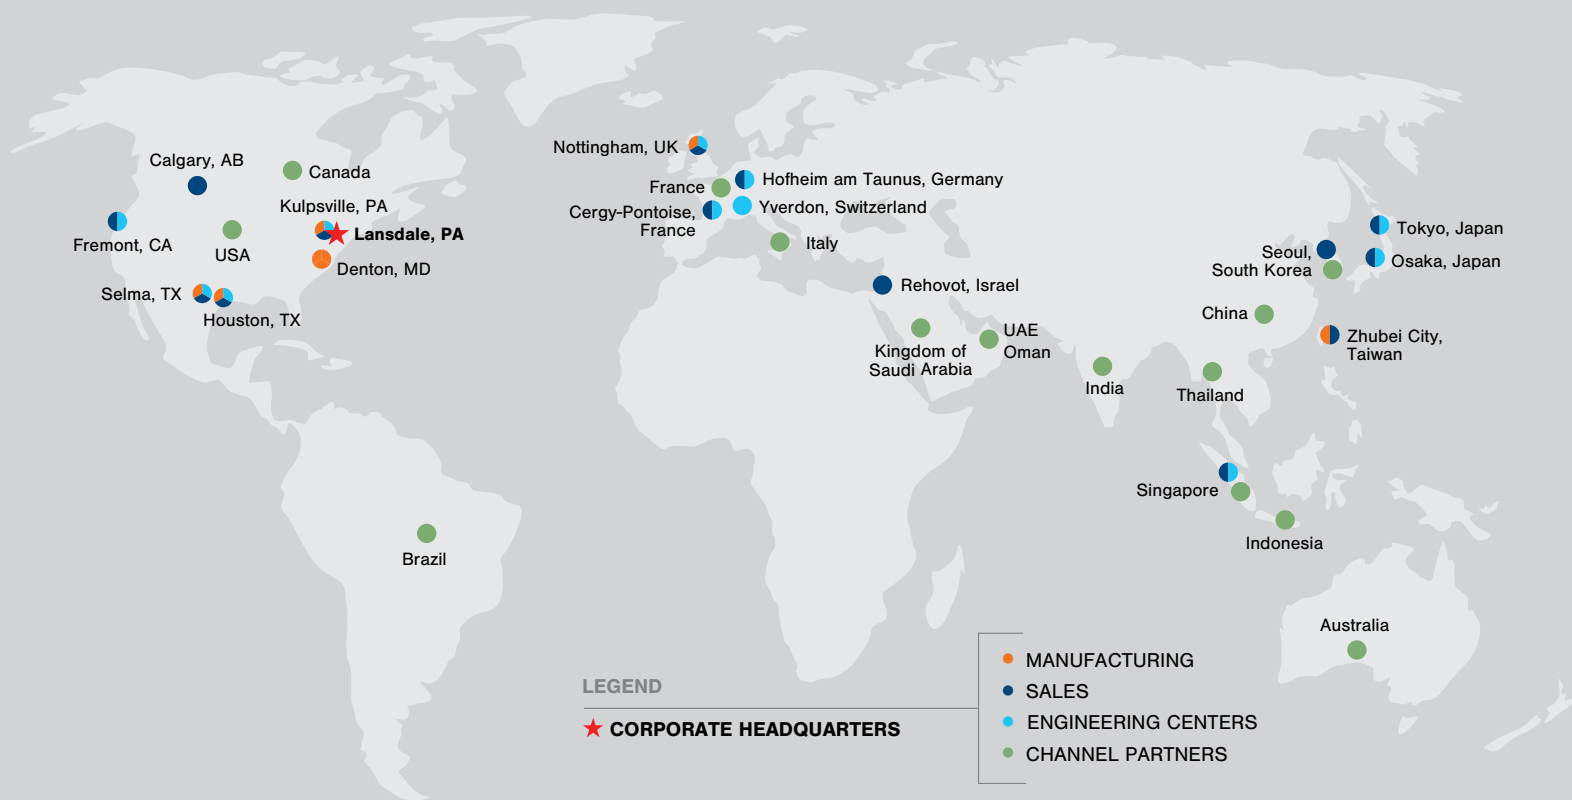 Calgary, AB
Canada
Kulpsville, PA
Fremont, CA
USA
Lansdale, PA
Denton, MD
Selma, TX
Houston, TX
Brazil
Nottingham, UK
France
Hofheim am Taunus, Germany
Cergy-Pontoise,
France
Yverdon, Switzerland
Italy
Rehovot, Israel
Kingdom of
Saudi Arabia
UAE
Oman
India
Thailand
China
Seoul,
South Korea
Tokyo, Japan
Osaka, Japan
Zhubei City,
Taiwan
Singapore
Indonesia
Australia
LEGEND
CORPORATE HEADQUARTERS
MANUFACTURING
SALES
ENGINEERING CENTERS
CHANNEL PARTNERS